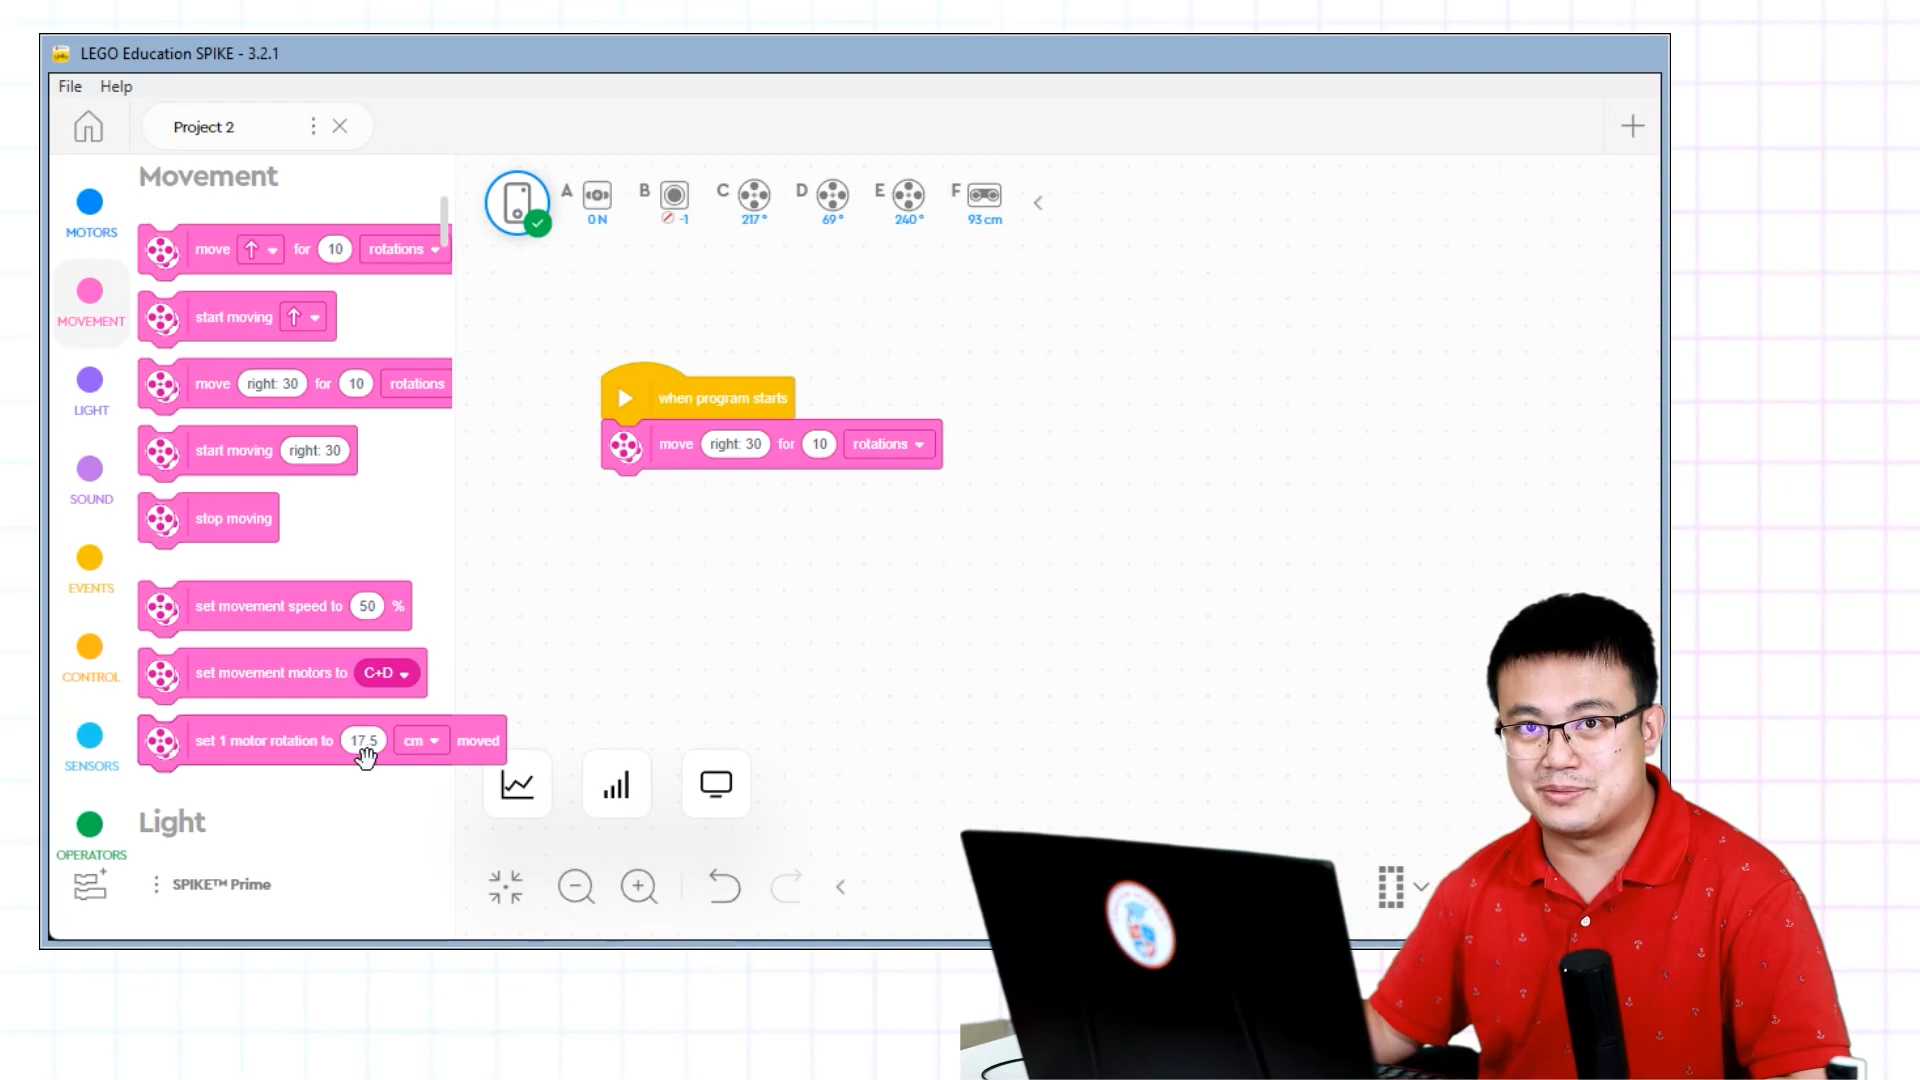 LEGO Education SPIKE - 3.2.1
File Help
Project 2
Movement
MOTORS
MOVEMENT
LIGHT
SOUND
EVENTS
CONTROL
SENSORS
OPERATORS
move for 10 rotations
start moving
move right: 30 for 10 rotations
start moving right: 30
stop moving
set movement speed to 50 %
set movement motors to C+D
set 1 motor rotation to 17.5 cm moved
Light
SPIKE™ Prime
A B C D E F
0 N -1 217° 69° 240° 93 cm
when program starts
move right: 30 for 10 rotations